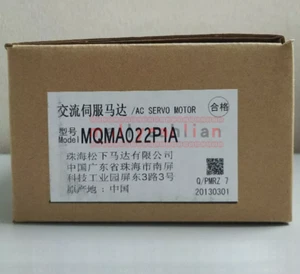 交流伺服马达 /AC SERVO MOTOR
合格
型号
Model MQMA022P1A
珠海松下马达有限公司
中国广东省珠海市南屏
科技工业园屏东3路3号
原产地：中国
Q/PMRZ 7
20130301